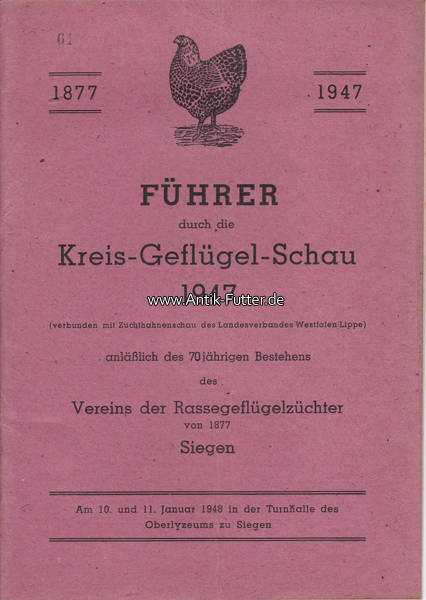 61
1877 1947
FÜHRER
durch die
Kreis-Geflügel-Schau
1947
www.Antik-Futter.de
(verbunden mit Zuchthahnenschau des Landesverbandes Westfalen/Lippe)
anläßlich des 70jährigen Bestehens
des
Vereins der Rassegeflügelzüchter
von 1877
Siegen
Am 10. und 11. Januar 1948 in der Turnhalle des
Oberlyzeums zu Siegen